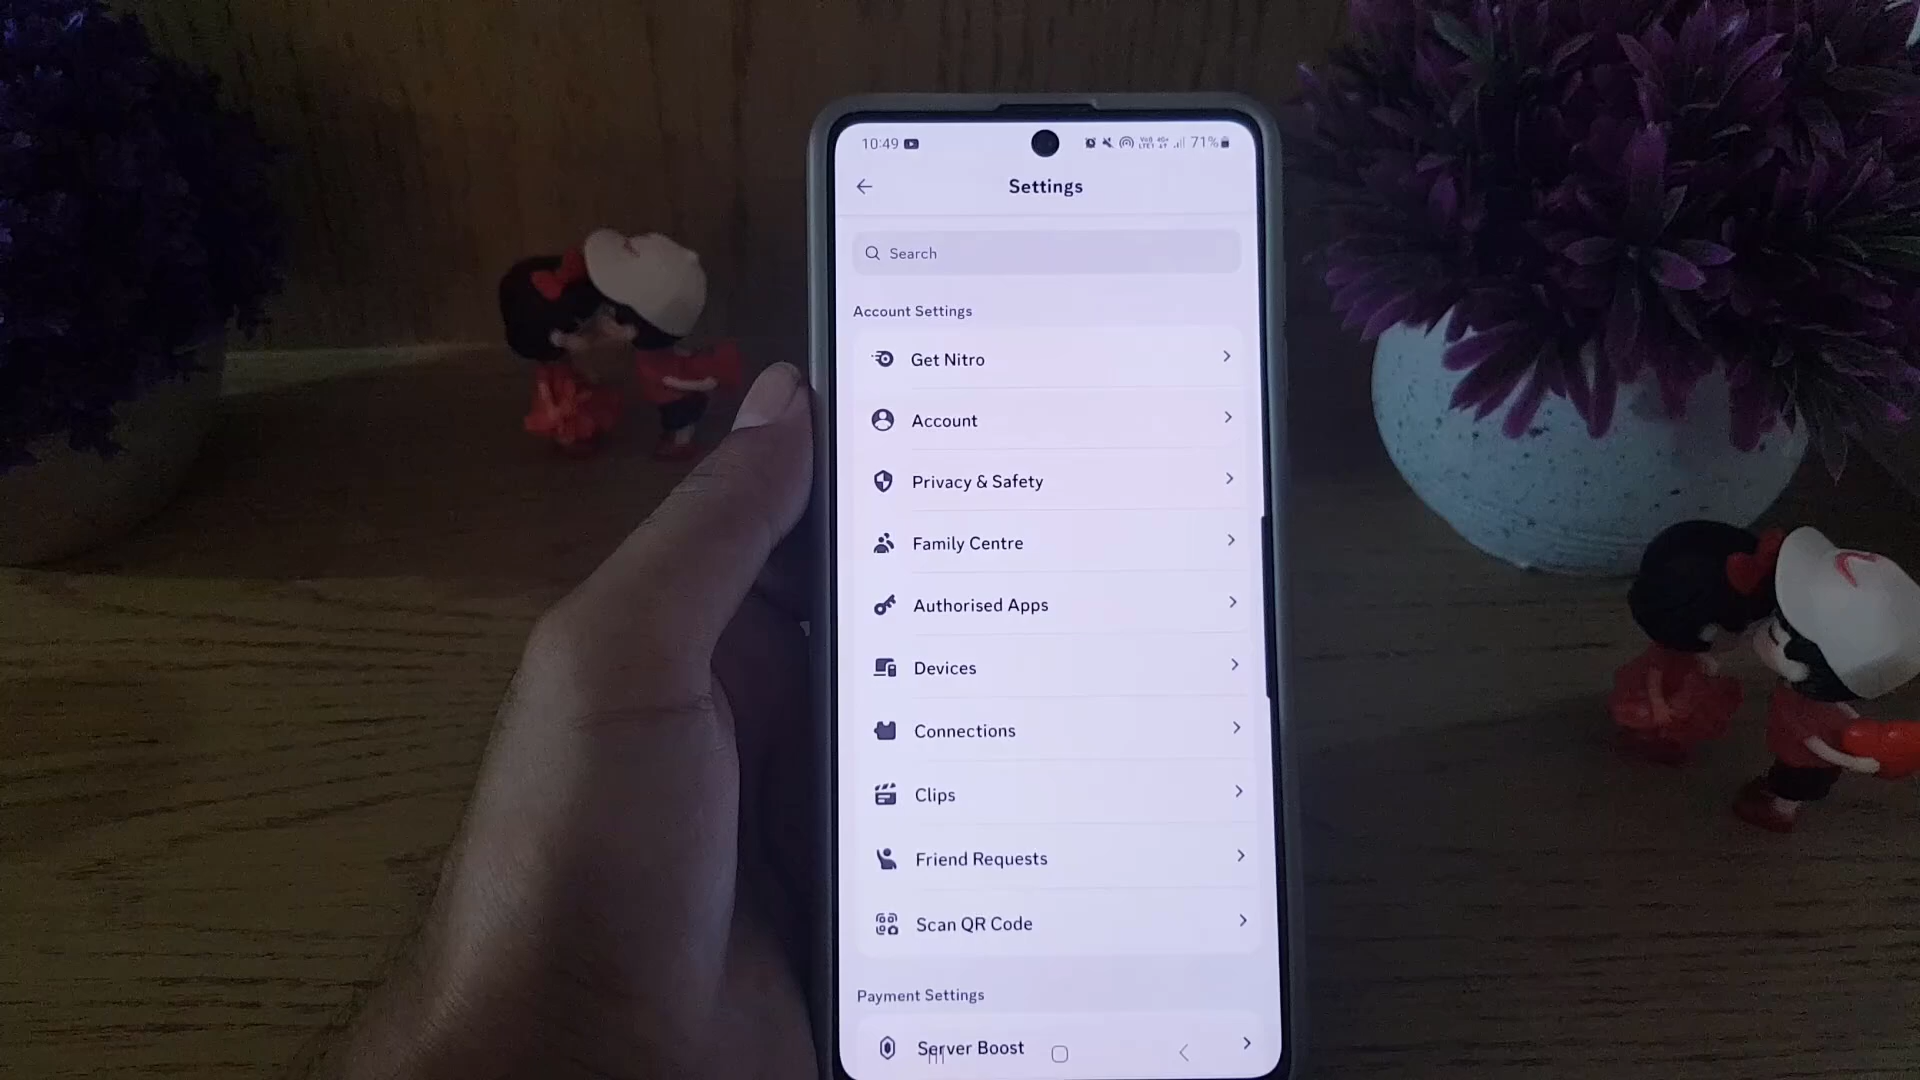 10:49 71%
Settings
Search
Account Settings
Get Nitro
Account
Privacy & Safety
Family Centre
Authorised Apps
Devices
Connections
Clips
Friend Requests
Scan QR Code
Payment Settings
Server Boost